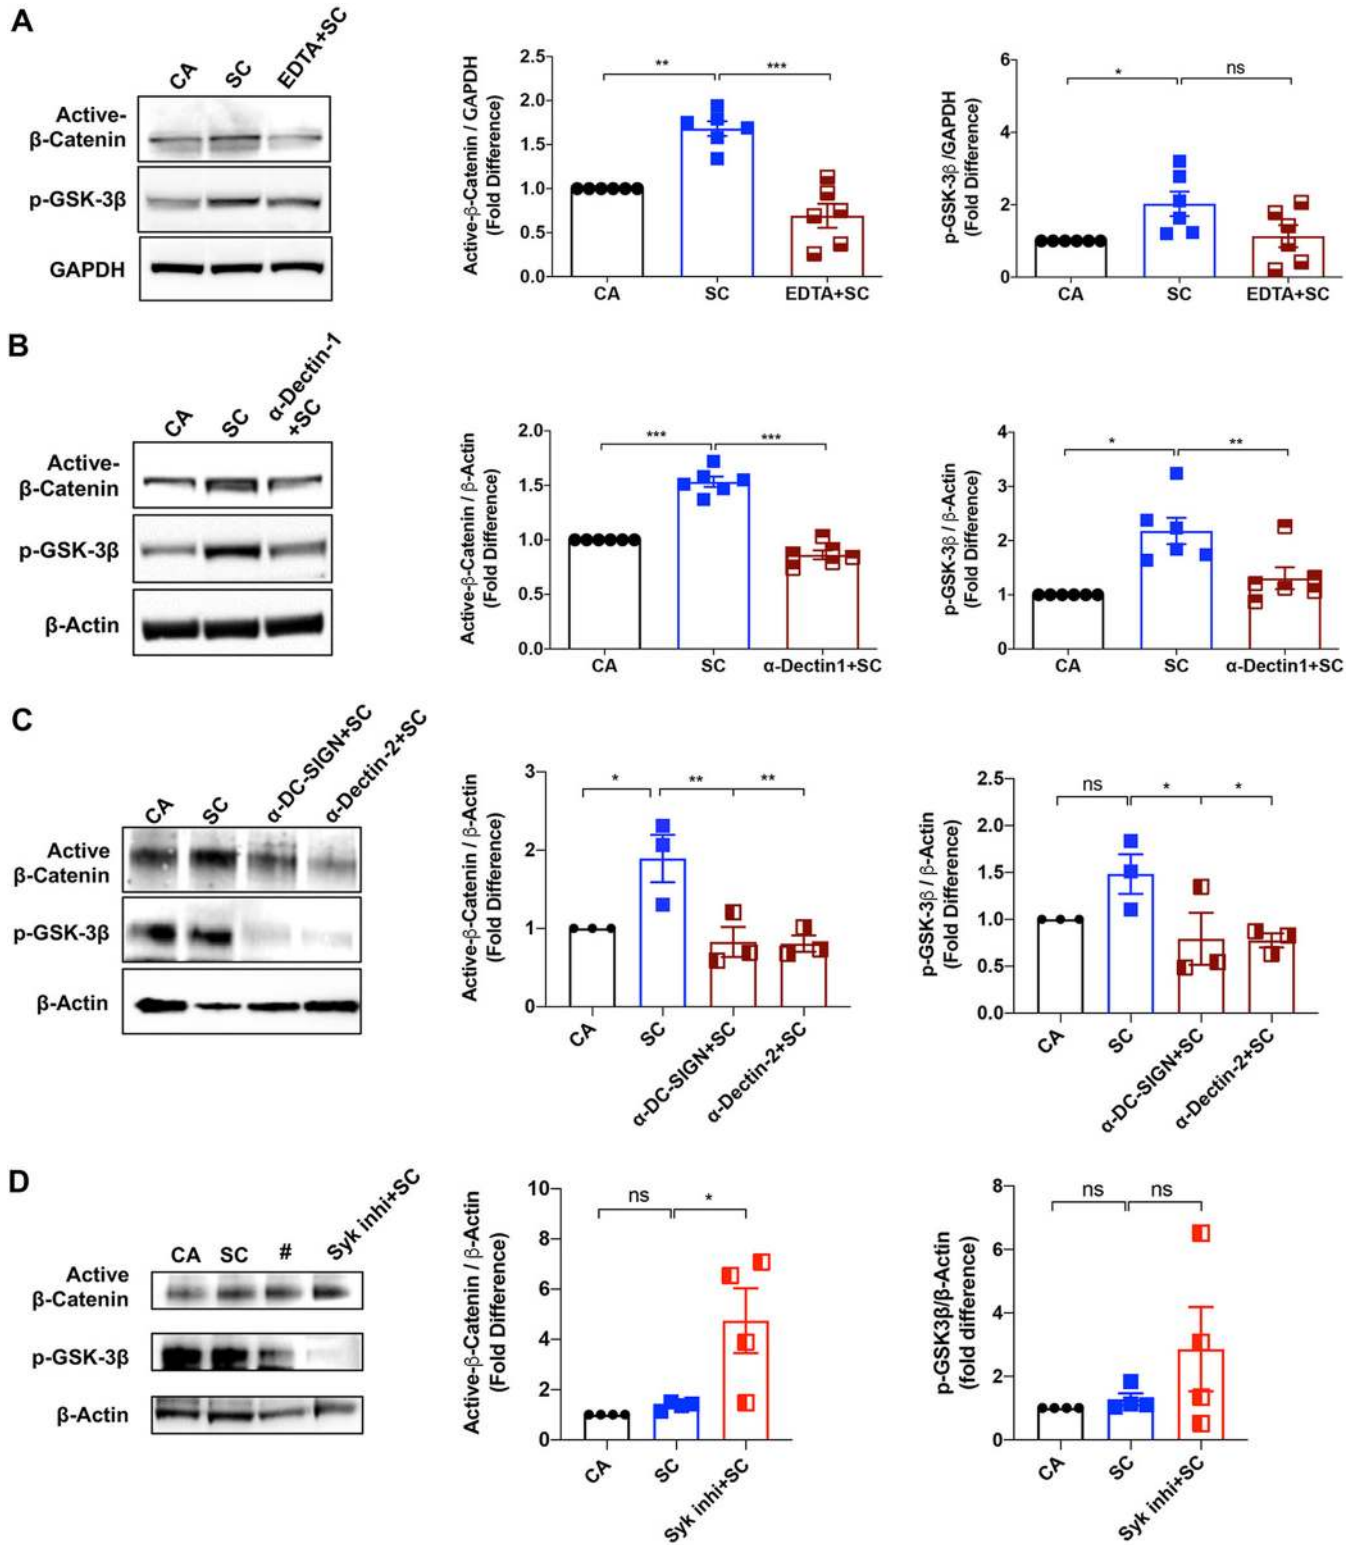 A
CA
SC
EDTA+SC
Active-
β-Catenin
p-GSK-3β
GAPDH
Active-β-Catenin / GAPDH
(Fold Difference)
2.5
2.0
1.5
1.0
0.5
0.0
**
***
CA
SC
EDTA+SC
p-GSK-3β /GAPDH
(Fold Difference)
6
4
2
0
*
ns
CA
SC
EDTA+SC
B
CA
SC
α-Dectin-1
+SC
Active-
β-Catenin
p-GSK-3β
β-Actin
Active-β-Catenin / β-Actin
(Fold Difference)
2.0
1.5
1.0
0.5
0.0
***
***
CA
SC
α-Dectin1+SC
p-GSK-3β / β-Actin
(Fold Difference)
4
3
2
1
0
*
**
CA
SC
α-Dectin1+SC
C
CA
SC
α-DC-SIGN+SC
α-Dectin-2+SC
Active
β-Catenin
p-GSK-3β
β-Actin
Active-β-Catenin / β-Actin
(Fold Difference)
3
2
1
0
*
**
**
CA
SC
α-DC-SIGN+SC
α-Dectin-2+SC
p-GSK-3β / β-Actin
(Fold Difference)
2.5
2.0
1.5
1.0
0.5
0.0
ns
*
*
CA
SC
α-DC-SIGN+SC
α-Dectin-2+SC
D
CA
SC
#
Syk inhi+SC
Active
β-Catenin
p-GSK-3β
β-Actin
Active-β-Catenin / β-Actin
(Fold Difference)
10
8
6
4
2
0
ns
*
CA
SC
Syk inhi+SC
p-GSK3β/β-Actin
(fold difference)
8
6
4
2
0
ns
ns
CA
SC
Syk inhi+SC